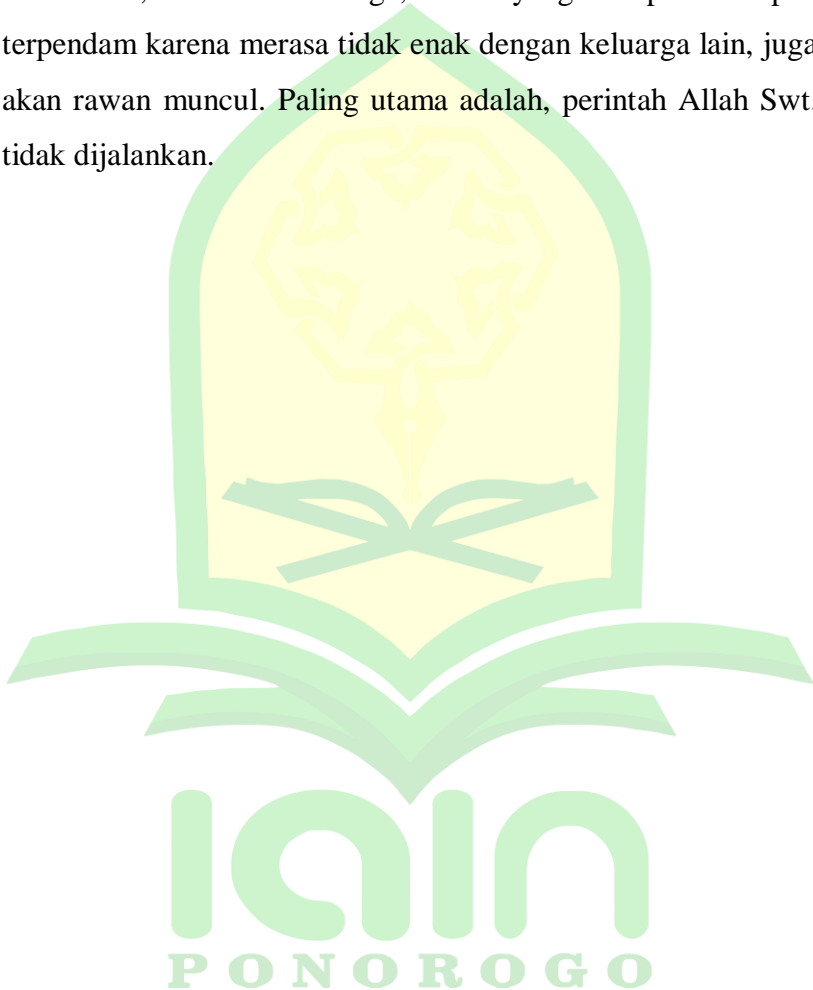 terpendam karena merasa tidak enak dengan keluarga lain, juga
akan rawan muncul. Paling utama adalah, perintah Allah Swt.
tidak dijalankan.
iain
PONOROGO